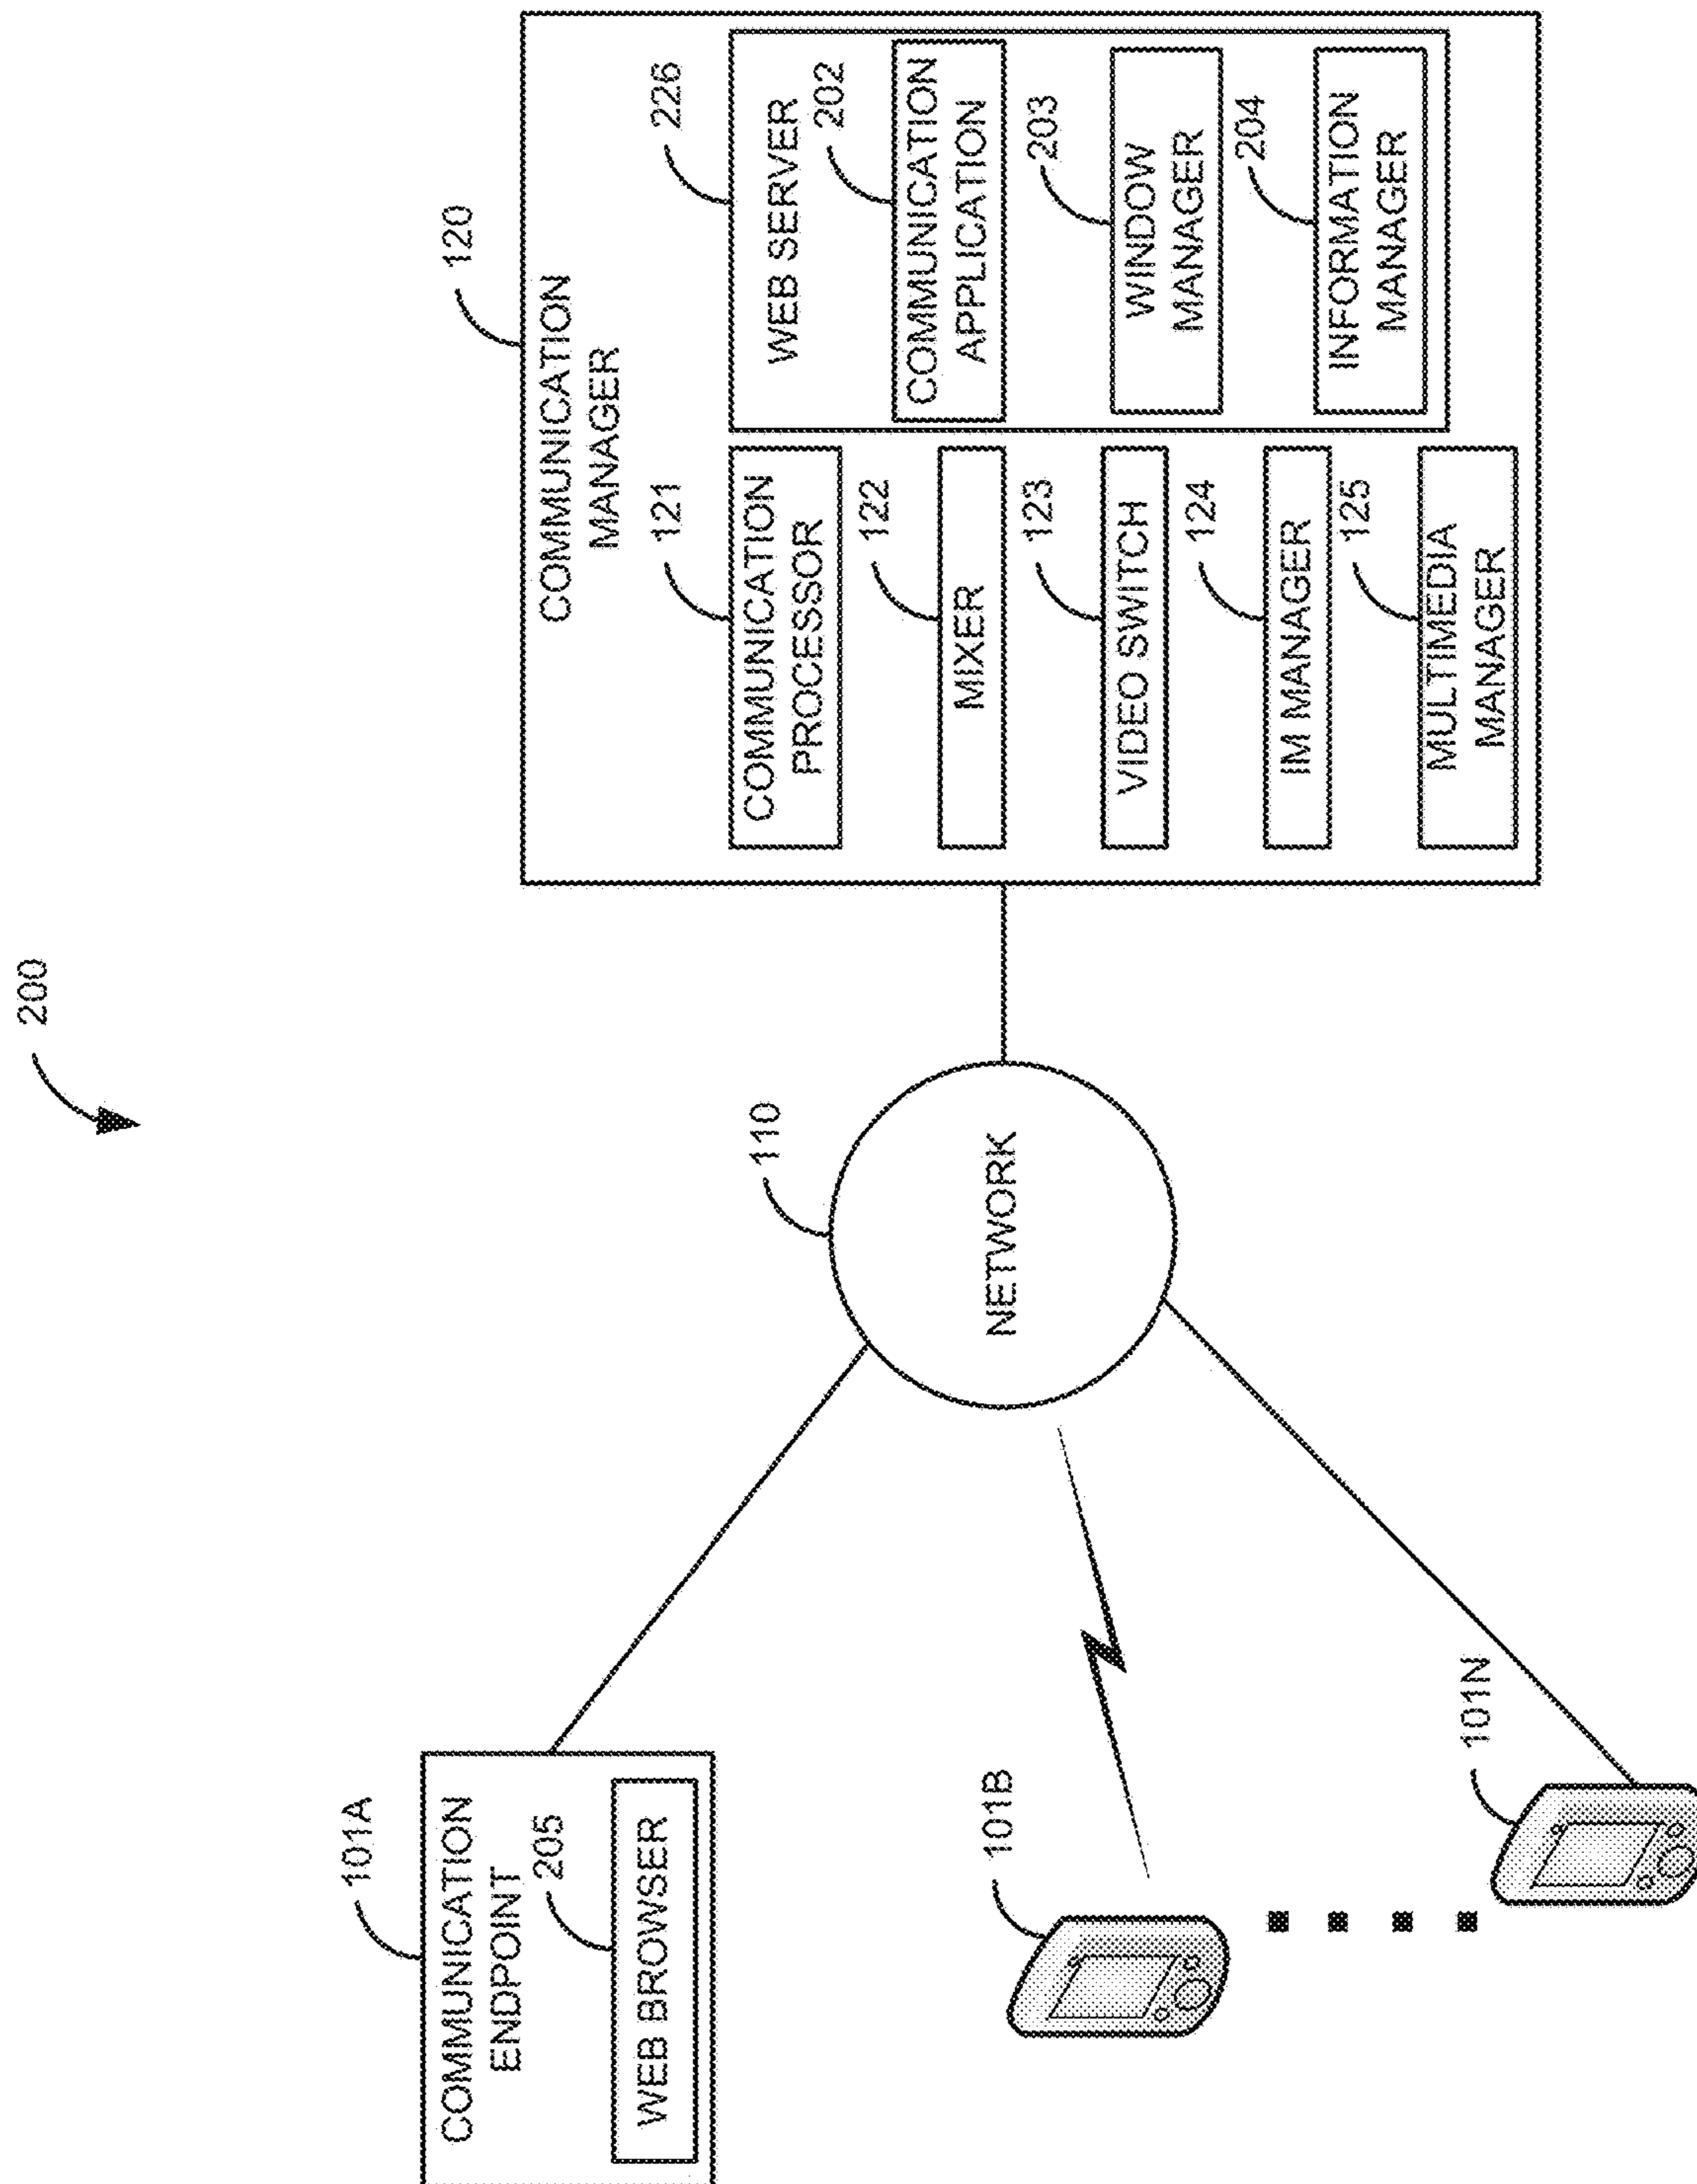 200
101A
COMMUNICATION
ENDPOINT
205
WEB BROWSER
101B
101N
110
NETWORK
120
COMMUNICATION
MANAGER
121
COMMUNICATION
PROCESSOR
122
MIXER
123
VIDEO SWITCH
124
IM MANAGER
125
MULTIMEDIA
MANAGER
226
WEB SERVER
202
COMMUNICATION
APPLICATION
203
WINDOW
MANAGER
204
INFORMATION
MANAGER